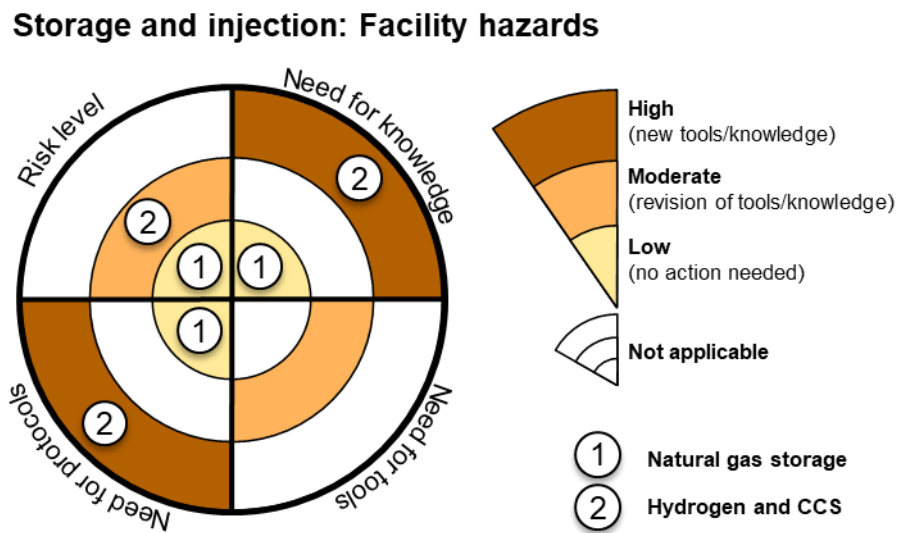 Storage and injection: Facility hazards
Risk level
Need for knowledge
2
2
1
1
1
2
Need for protocols
Need for tools
High
(new tools/knowledge)
Moderate
(revision of tools/knowledge)
Low
(no action needed)
Not applicable
1 Natural gas storage
2 Hydrogen and CCS